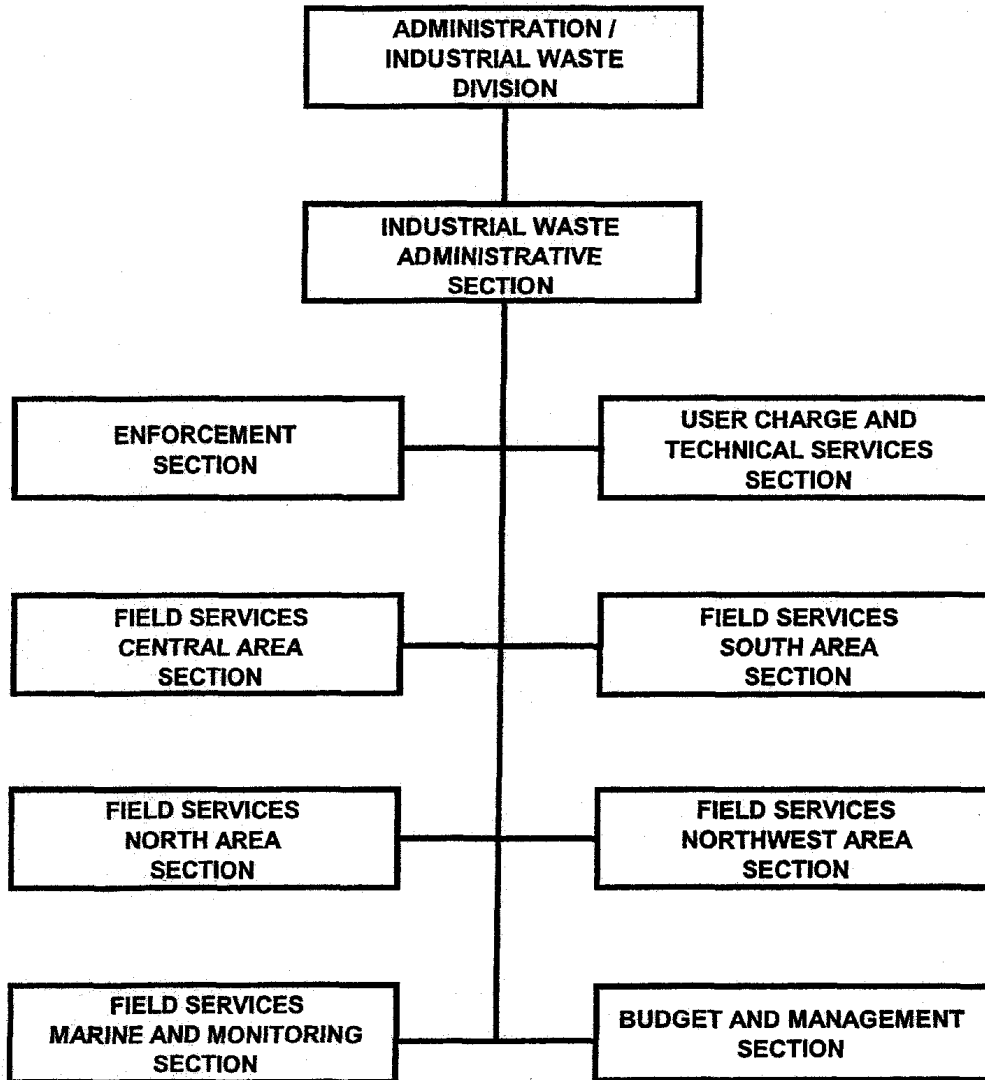 ADMINISTRATION /
INDUSTRIAL WASTE
DIVISION
INDUSTRIAL WASTE
ADMINISTRATIVE
SECTION
ENFORCEMENT
SECTION
USER CHARGE AND
TECHNICAL SERVICES
SECTION
FIELD SERVICES
CENTRAL AREA
SECTION
FIELD SERVICES
SOUTH AREA
SECTION
FIELD SERVICES
NORTH AREA
SECTION
FIELD SERVICES
NORTHWEST AREA
SECTION
FIELD SERVICES
MARINE AND MONITORING
SECTION
BUDGET AND MANAGEMENT
SECTION